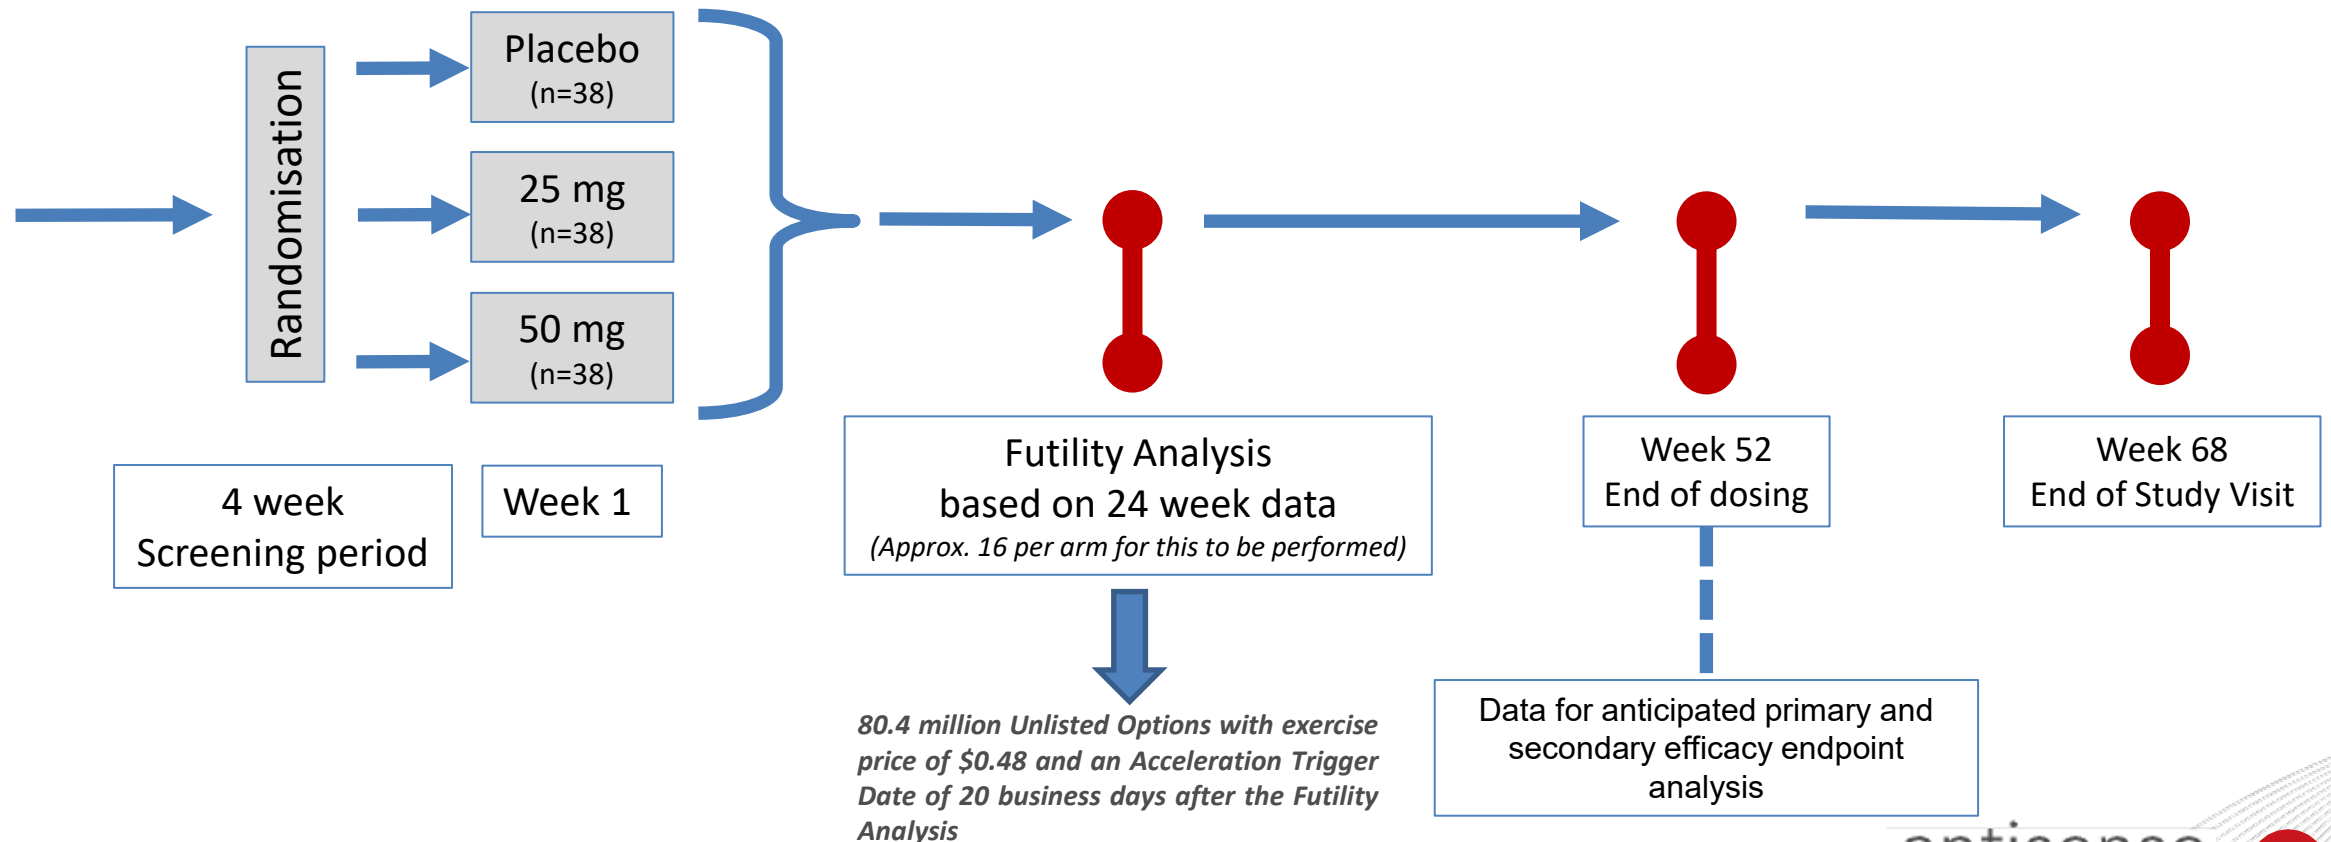 Randomisation
Placebo
(n=38)
25 mg
(n=38)
50 mg
(n=38)
4 week
Screening period
Week 1
Futility Analysis
based on 24 week data
(Approx. 16 per arm for this to be performed)
Week 52
End of dosing
Week 68
End of Study Visit
80.4 million Unlisted Options with exercise
price of $0.48 and an Acceleration Trigger
Date of 20 business days after the Futility
Analysis
Data for anticipated primary and
secondary efficacy endpoint
analysis